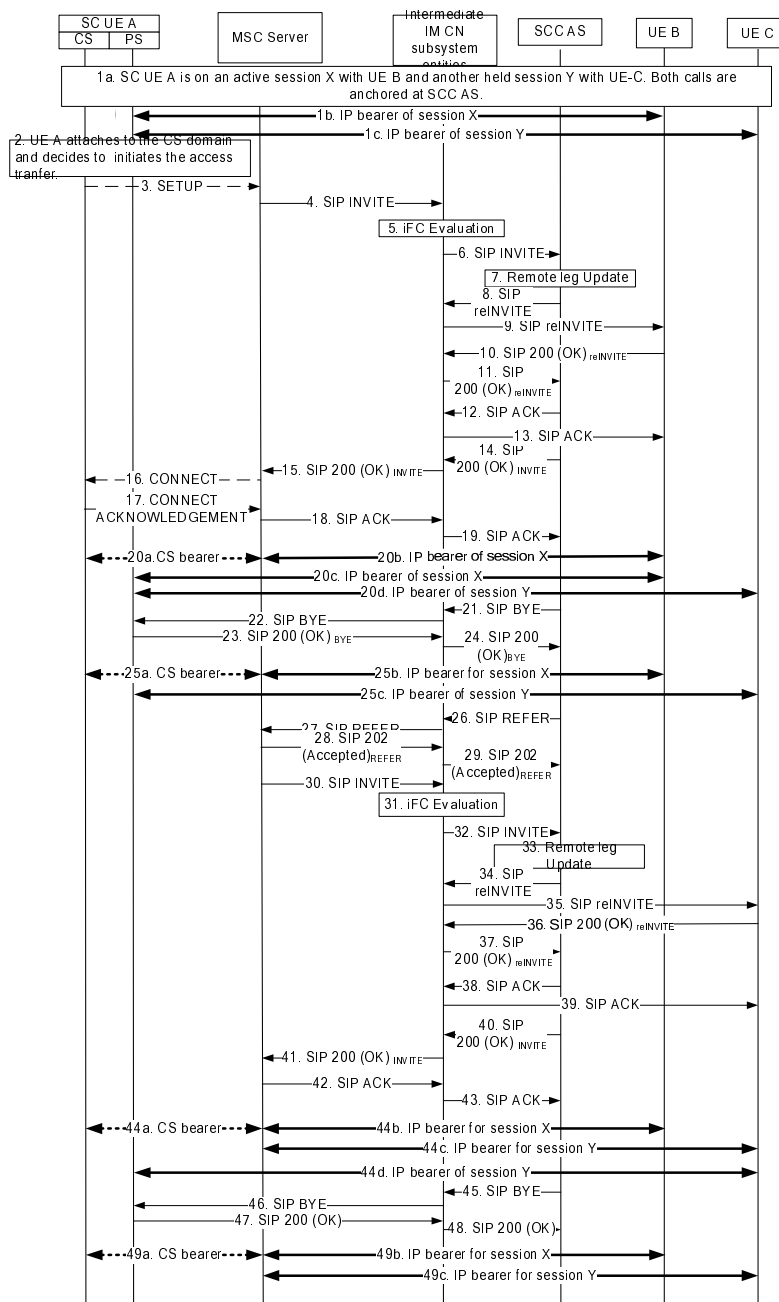 SC UE A
CS
PS
MSC Server
Intermediate
IM CN
subsystem
entities
SCC AS
UE B
UE C
1a. SC UE A is on an active session X with UE B and another held session Y with UE-C. Both calls are
anchored at SCC AS.
1b. IP bearer of session X
1c. IP bearer of session Y
2. UE A attaches to the CS domain
and decides to initiates the access
tranfer.
3. SETUP
4. SIP INVITE
5. iFC Evaluation
6. SIP INVITE
7. Remote leg Update
8. SIP
reINVITE
9. SIP reINVITE
10. SIP 200 (OK) reINVITE
11. SIP
200 (OK) reINVITE
12. SIP ACK
13. SIP ACK
14. SIP
200 (OK) INVITE
15. SIP 200 (OK) INVITE
16. CONNECT
17. CONNECT
ACKNOWLEDGEMENT
18. SIP ACK
19. SIP ACK
20a.CS bearer
20b. IP bearer of session X
20c. IP bearer of session X
20d. IP bearer of session Y
21. SIP BYE
22. SIP BYE
23. SIP 200 (OK) BYE
24. SIP 200
(OK)BYE
25a. CS bearer
25b. IP bearer for session X
25c. IP bearer of session Y
26. SIP REFER
27. SIP REFER
28. SIP 202
(Accepted)REFER
29. SIP 202
(Accepted)REFER
30. SIP INVITE
31. iFC Evaluation
32. SIP INVITE
33. Remote leg
Update
34. SIP
reINVITE
35. SIP reINVITE
36. SIP 200 (OK) reINVITE
37. SIP
200 (OK) reINVITE
38. SIP ACK
39. SIP ACK
40. SIP
200 (OK) INVITE
41. SIP 200 (OK) INVITE
42. SIP ACK
43. SIP ACK
44a. CS bearer
44b. IP bearer for session X
44c. IP bearer for session Y
44d. IP bearer of session Y
45. SIP BYE
46. SIP BYE
47. SIP 200 (OK)
48. SIP 200 (OK)
49a. CS bearer
49b. IP bearer for session X
49c. IP bearer for session Y